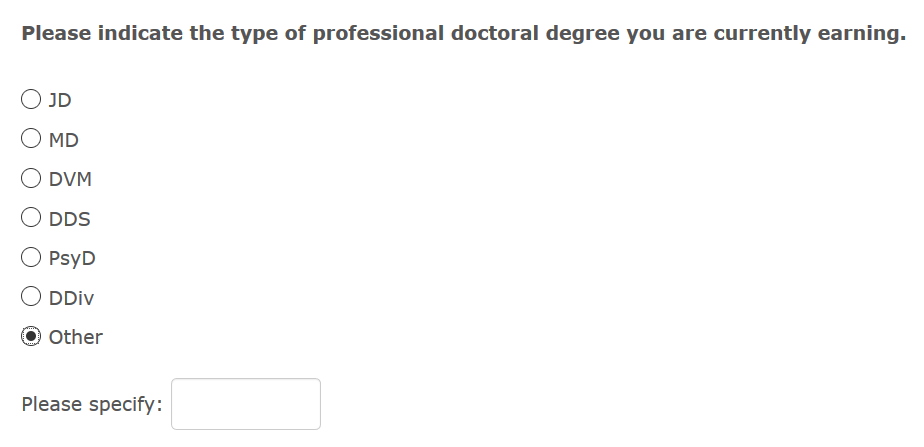 Please indicate the type of professional doctoral degree you are currently earning.
JD
MD
DVM
DDS
PsyD
DDiv
Other
Please specify: